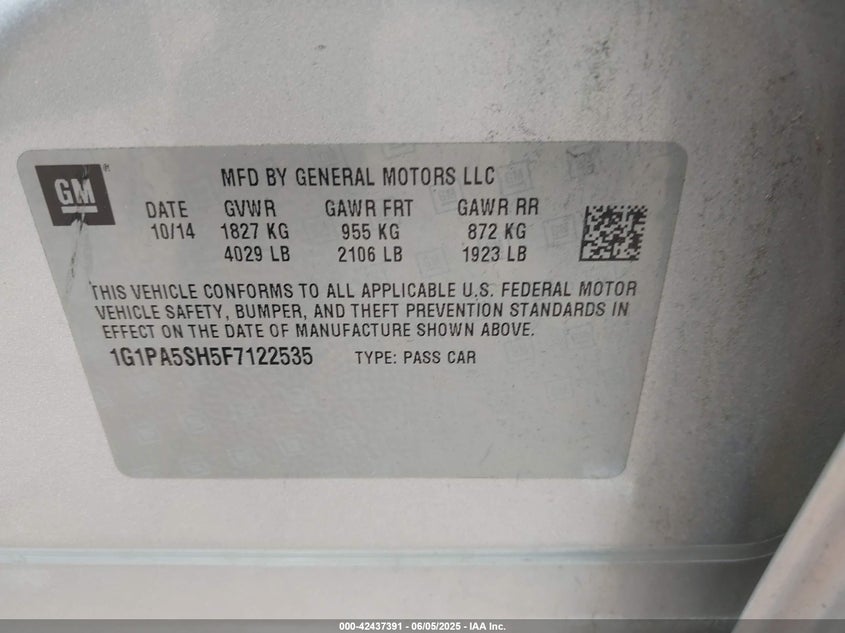 GM ®
MFD BY GENERAL MOTORS LLC
DATE GVWR GAWR FRT GAWR RR
10/14 1827 KG 955 KG 872 KG
4029 LB 2106 LB 1923 LB
THIS VEHICLE CONFORMS TO ALL APPLICABLE U.S. FEDERAL MOTOR
VEHICLE SAFETY, BUMPER, AND THEFT PREVENTION STANDARDS IN
EFFECT ON THE DATE OF MANUFACTURE SHOWN ABOVE.
1G1PA5SH5F7122535 TYPE: PASS CAR
000-42437391 - 06/05/2025 - IAA Inc.